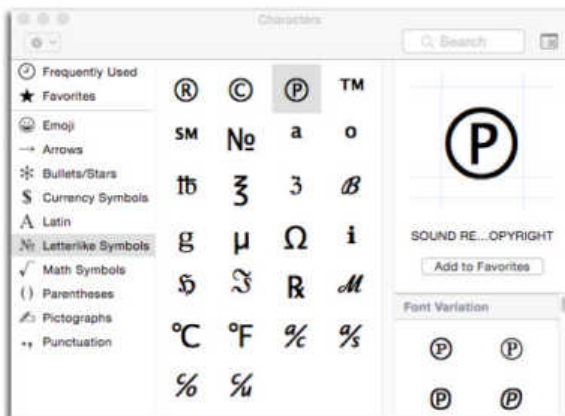 Characters
Search
Frequently Used
Favorites
Emoji
Arrows
Bullets/Stars
$ Currency Symbols
A Latin
№ Letterlike Symbols
√ Math Symbols
() Parentheses
Pictographs
Punctuation
® © ℗ ™
℠ № ª º
℔ ℥ ℨ ℬ
ℊ µ Ω ℹ
ℌ ℑ ℞ ℳ
℃ ℉ ℀ ℁
℅ ℆
℗
SOUND RE...OPYRIGHT
Add to Favorites
Font Variation
℗ ℗
℗ ℗